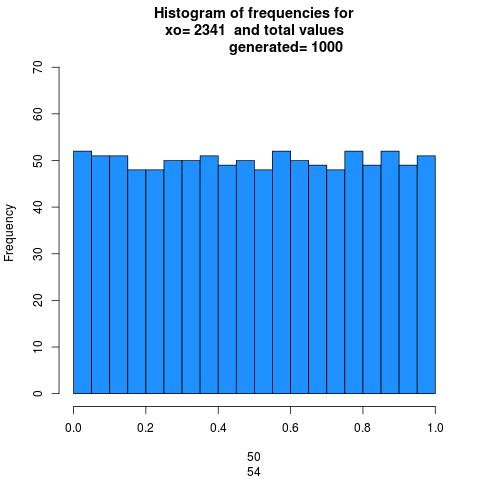 Histogram of frequencies for
xo= 2341 and total values
generated= 1000
70
60
50
40
30
20
10
0
Frequency
0.0 0.2 0.4 0.6 0.8 1.0
50
54